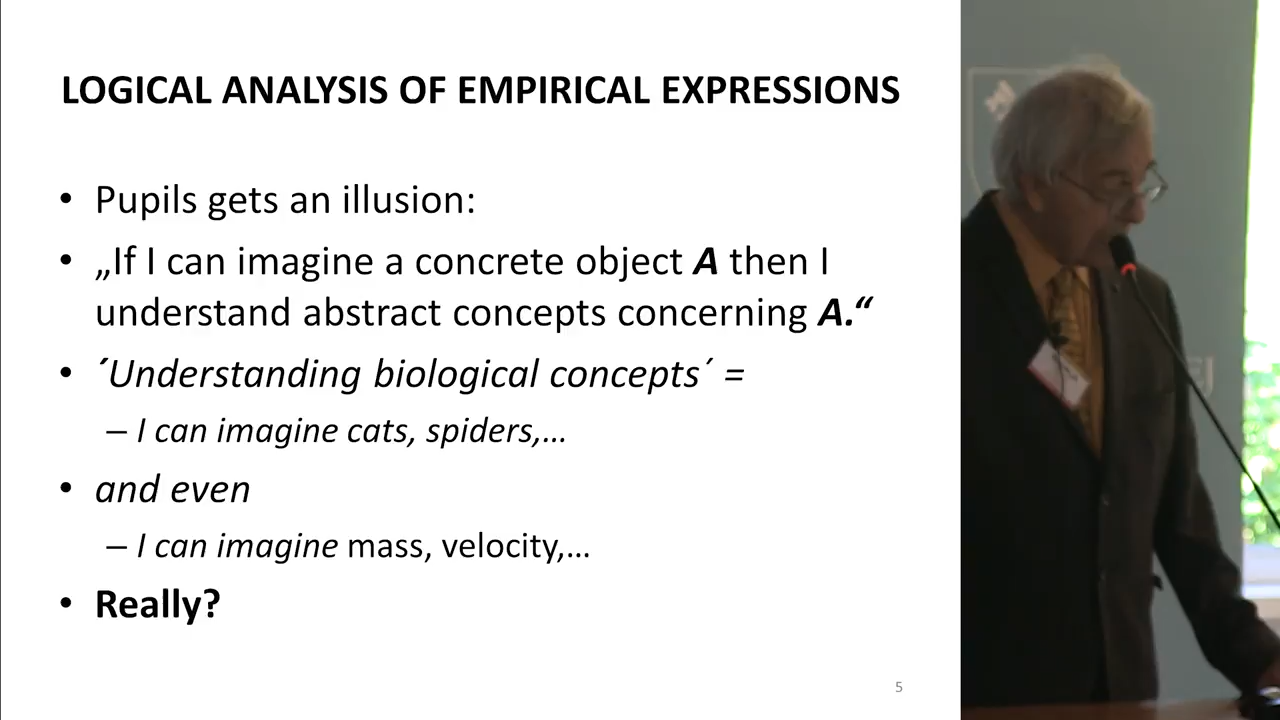 LOGICAL ANALYSIS OF EMPIRICAL EXPRESSIONS
• Pupils gets an illusion:
• „If I can imagine a concrete object A then I
understand abstract concepts concerning A.“
• ´Understanding biological concepts´ =
– I can imagine cats, spiders,…
• and even
– I can imagine mass, velocity,…
• Really?
5